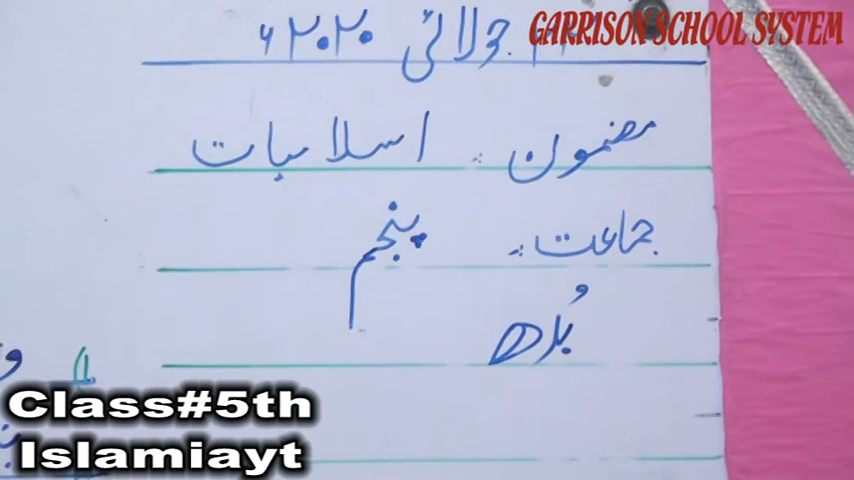 GARRISON SCHOOL SYSTEM
جولائی ۲۰۲۰ء
مضمون: اسلامیات
جماعت: پنجم
بُدھ
Class#5th
Islamiayt